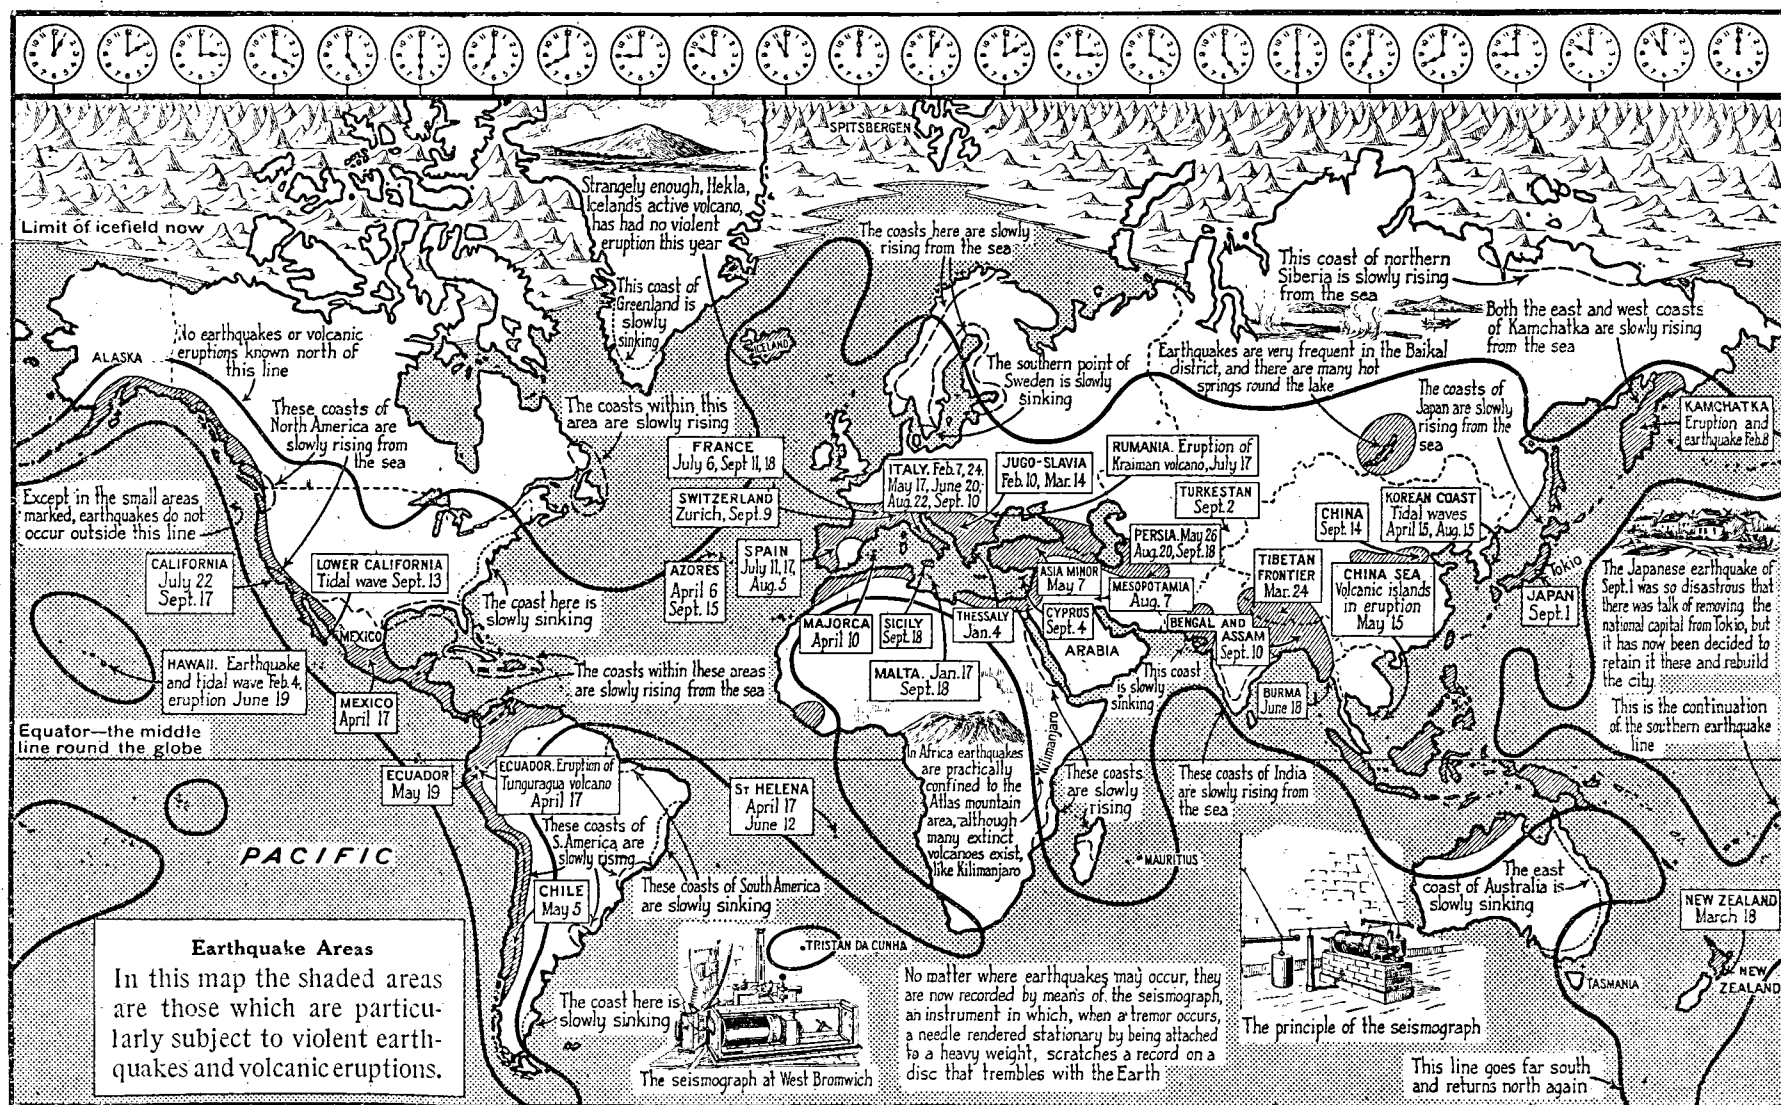 SPITSBERGEN
Strangely enough, Hekla,
Iceland's active volcano,
has had no violent
eruption this year
Limit of icefield now
The coasts here are slowly
rising from the sea
This coast of northern
Siberia is slowly rising
from the sea
This coast of
Greenland is
slowly
sinking
Both the east and west coasts
of Kamchatka are slowly rising
from the sea
No earthquakes or volcanic
eruptions known north of
this line
ALASKA
ICELAND
The southern point of
Sweden is slowly
sinking
Earthquakes are very frequent in the Baikal
district, and there are many hot
springs round the lake
The coasts of
Japan are slowly
rising from the
sea
KAMCHATKA
Eruption and
earthquake Feb. 8
These coasts of
North America are
slowly rising from
the sea
The coasts within this
area are slowly rising
FRANCE
July 6, Sept 11, 18
ITALY. Feb. 7, 24.
May 17, June 20,
Aug. 22, Sept. 10
JUGO-SLAVIA
Feb. 10, Mar. 14
RUMANIA. Eruption of
Kraiman volcano, July 17
Except in the small areas
marked, earthquakes do not
occur outside this line
SWITZERLAND
Zurich, Sept. 9
TURKESTAN
Sept. 2
CHINA
Sept. 14
KOREAN COAST
Tidal waves
April 15, Aug. 15
CALIFORNIA
July 22
Sept. 17
LOWER CALIFORNIA
Tidal wave Sept. 13
AZORES
April 6
Sept. 15
SPAIN
July 11, 17,
Aug. 5
PERSIA. May 26
Aug. 20, Sept. 18
ASIA MINOR
May 7
MESOPOTAMIA
Aug. 7
TIBETAN
FRONTIER
Mar. 24
CHINA SEA
Volcanic islands
in eruption
May 15
Tokio
JAPAN
Sept. 1
The Japanese earthquake of
Sept. 1 was so disastrous that
there was talk of removing the
national capital from Tokio, but
it has now been decided to
retain it there and rebuild
the city.
The coast here is
slowly sinking
MEXICO
MAJORCA
April 10
SICILY
Sept. 18
THESSALY
Jan. 4
CYPRUS
Sept. 4
BENGAL AND
ASSAM
Sept. 10
ARABIA
HAWAII. Earthquake
and tidal wave Feb. 4,
eruption June 19
The coasts within these areas
are slowly rising from the sea
MALTA. Jan. 17
Sept. 18
This coast
is slowly
sinking
MEXICO
April 17
BURMA
June 18
This is the continuation
of the southern earthquake
line
Equator—the middle
line round the globe
In Africa earthquakes
are practically
confined to the
Atlas mountain
area, although
many extinct
volcanoes exist,
like Kilimanjaro
Kilimanjaro
ECUADOR
May 19
ECUADOR. Eruption of
Tunguragua volcano
April 17
ST HELENA
April 17
June 12
These coasts
are slowly
rising
These coasts of India
are slowly rising from
the sea
These coasts of
S. America are
slowly rising
PACIFIC
MAURITIUS
These coasts of South America
are slowly sinking
CHILE
May 5
The east
coast of Australia is
slowly sinking
NEW ZEALAND
March 18
Earthquake Areas
In this map the shaded areas
are those which are particu-
larly subject to violent earth-
quakes and volcanic eruptions.
TRISTAN DA CUNHA
The coast here is
slowly sinking
The seismograph at West Bromwich
No matter where earthquakes may occur, they
are now recorded by means of the seismograph,
an instrument in which, when a tremor occurs,
a needle rendered stationary by being attached
to a heavy weight, scratches a record on a
disc that trembles with the Earth
The principle of the seismograph
TASMANIA
NEW
ZEALAND
This line goes far south
and returns north again